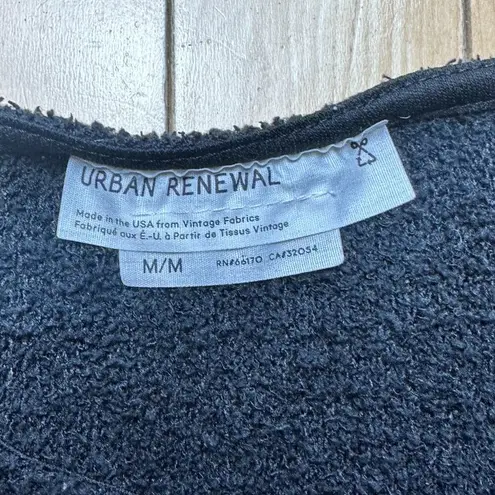 URBAN RENEWAL
Made in the USA from Vintage Fabrics
Fabriqué aux É.-U. à Partir de Tissus Vintage
M/M RN#66170 CA#32054